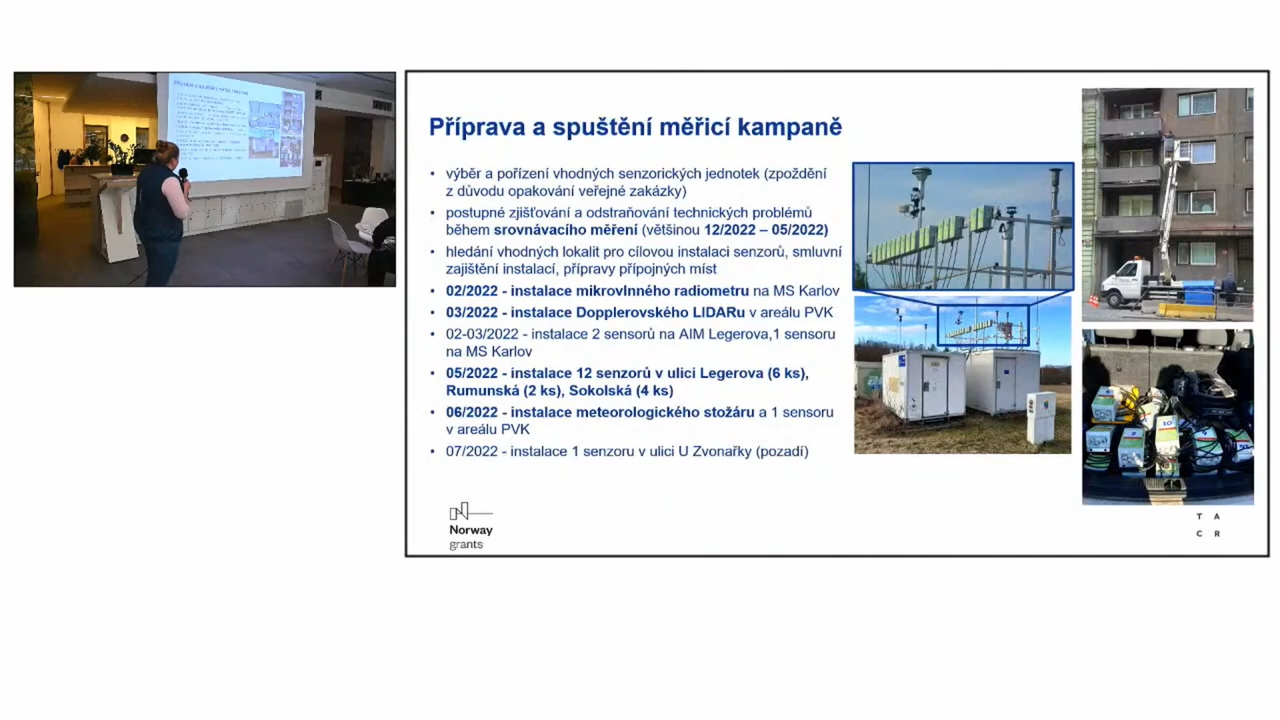 Příprava a spuštění měřicí kampaně
• výběr a pořízení vhodných senzorických jednotek (zpoždění
z důvodu opakování veřejné zakázky)
• postupné zjišťování a odstraňování technických problémů
během srovnávacího měření (většinou 12/2022 – 05/2022)
• hledání vhodných lokalit pro cílovou instalaci senzorů, smluvní
zajištění instalací, přípravy přípojných míst
• 02/2022 - instalace mikrovlnného radiometru na MS Karlov
• 03/2022 - instalace Dopplerovského LIDARu v areálu PVK
• 02-03/2022 - instalace 2 sensorů na AIM Legerova,1 sensoru
na MS Karlov
• 05/2022 - instalace 12 senzorů v ulici Legerova (6 ks),
Rumunská (2 ks), Sokolská (4 ks)
• 06/2022 - instalace meteorologického stožáru a 1 sensoru
v areálu PVK
• 07/2022 - instalace 1 senzoru v ulici U Zvonařky (pozadí)
Norway
grants
T A
C R